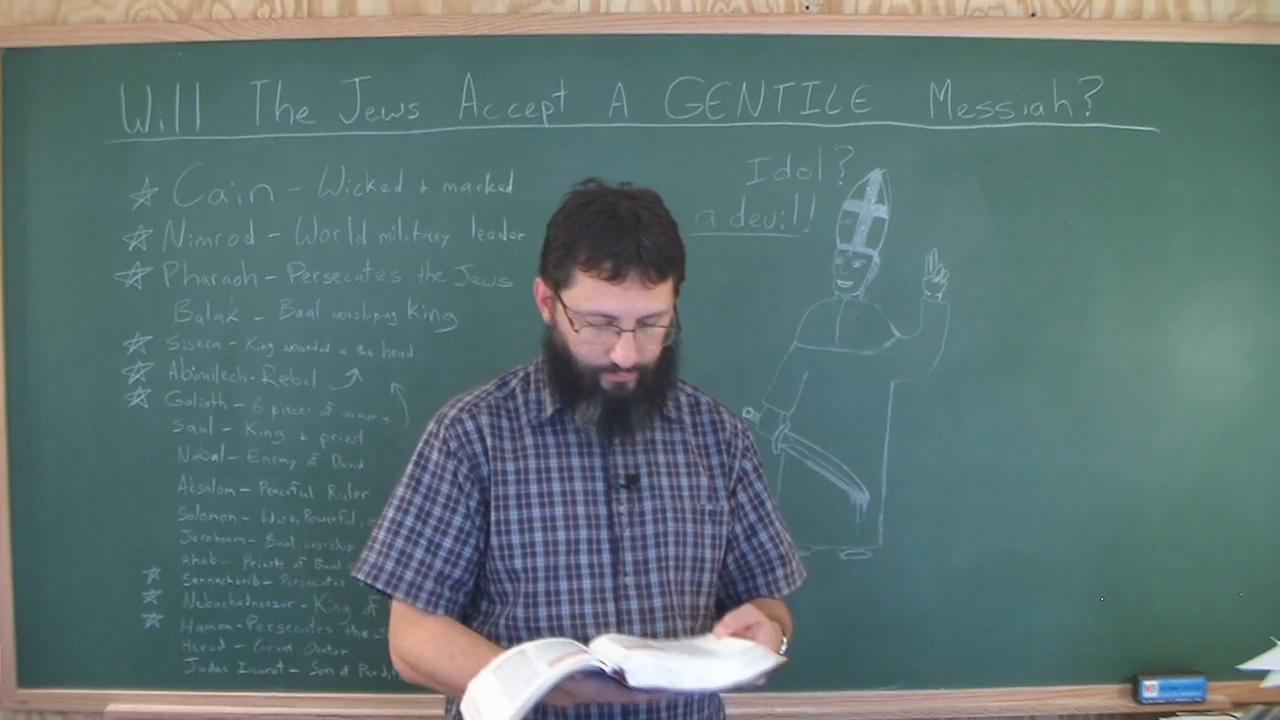 Will The Jews Accept A GENTILE Messiah?
Cain - Wicked + marked
Nimrod - World military leader
Pharaoh - Persecutes the Jews
Balak - Baal worshiping King
Sisera - King wounded in the head
Abimilech - Rebel
Goliath - 6 pieces of armor
Saul - King + priest
Nabal - Enemy of David
Absalom - Peaceful Ruler
Solomon - Wise, Powerful,
Jeroboam - Baal worship
Ahab - Priests of Baal
Sennacherib - Persecutes
Nebuchadnezzar - King of
Haman - Persecutes the
Herod - Great Orator
Judas Iscariot - Son of
Idol?
a devil!